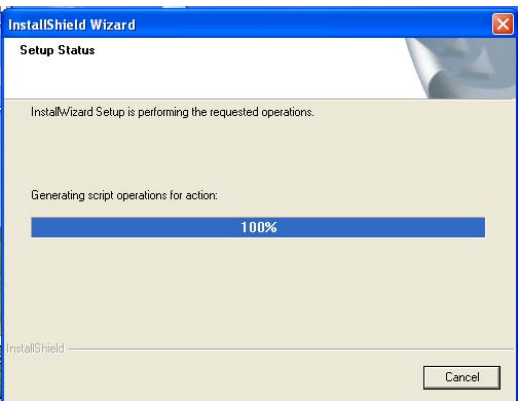 InstallShield Wizard
Setup Status
InstallWizard Setup is performing the requested operations.
Generating script operations for action:
100%
InstallShield
Cancel